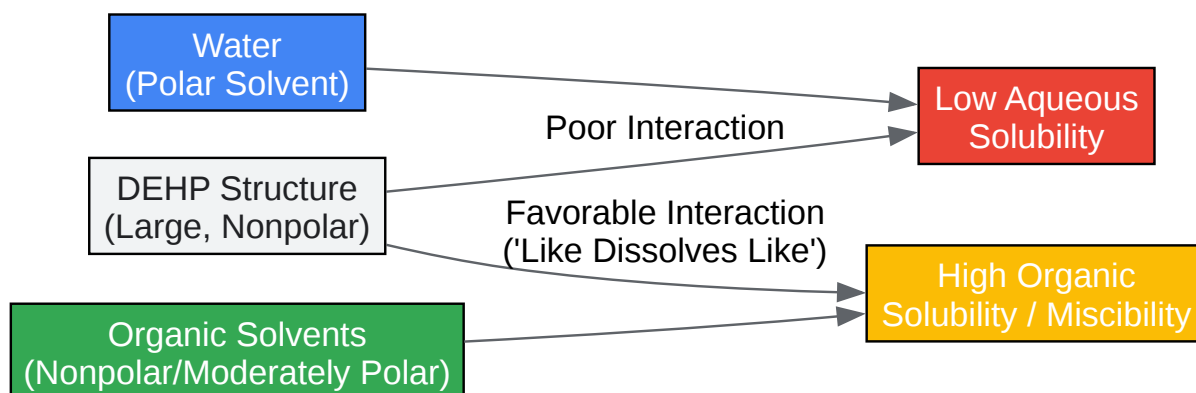 Water
(Polar Solvent)
Low Aqueous
Solubility
Poor Interaction
DEHP Structure
(Large, Nonpolar)
Favorable Interaction
('Like Dissolves Like')
High Organic
Solubility / Miscibility
Organic Solvents
(Nonpolar/Moderately Polar)